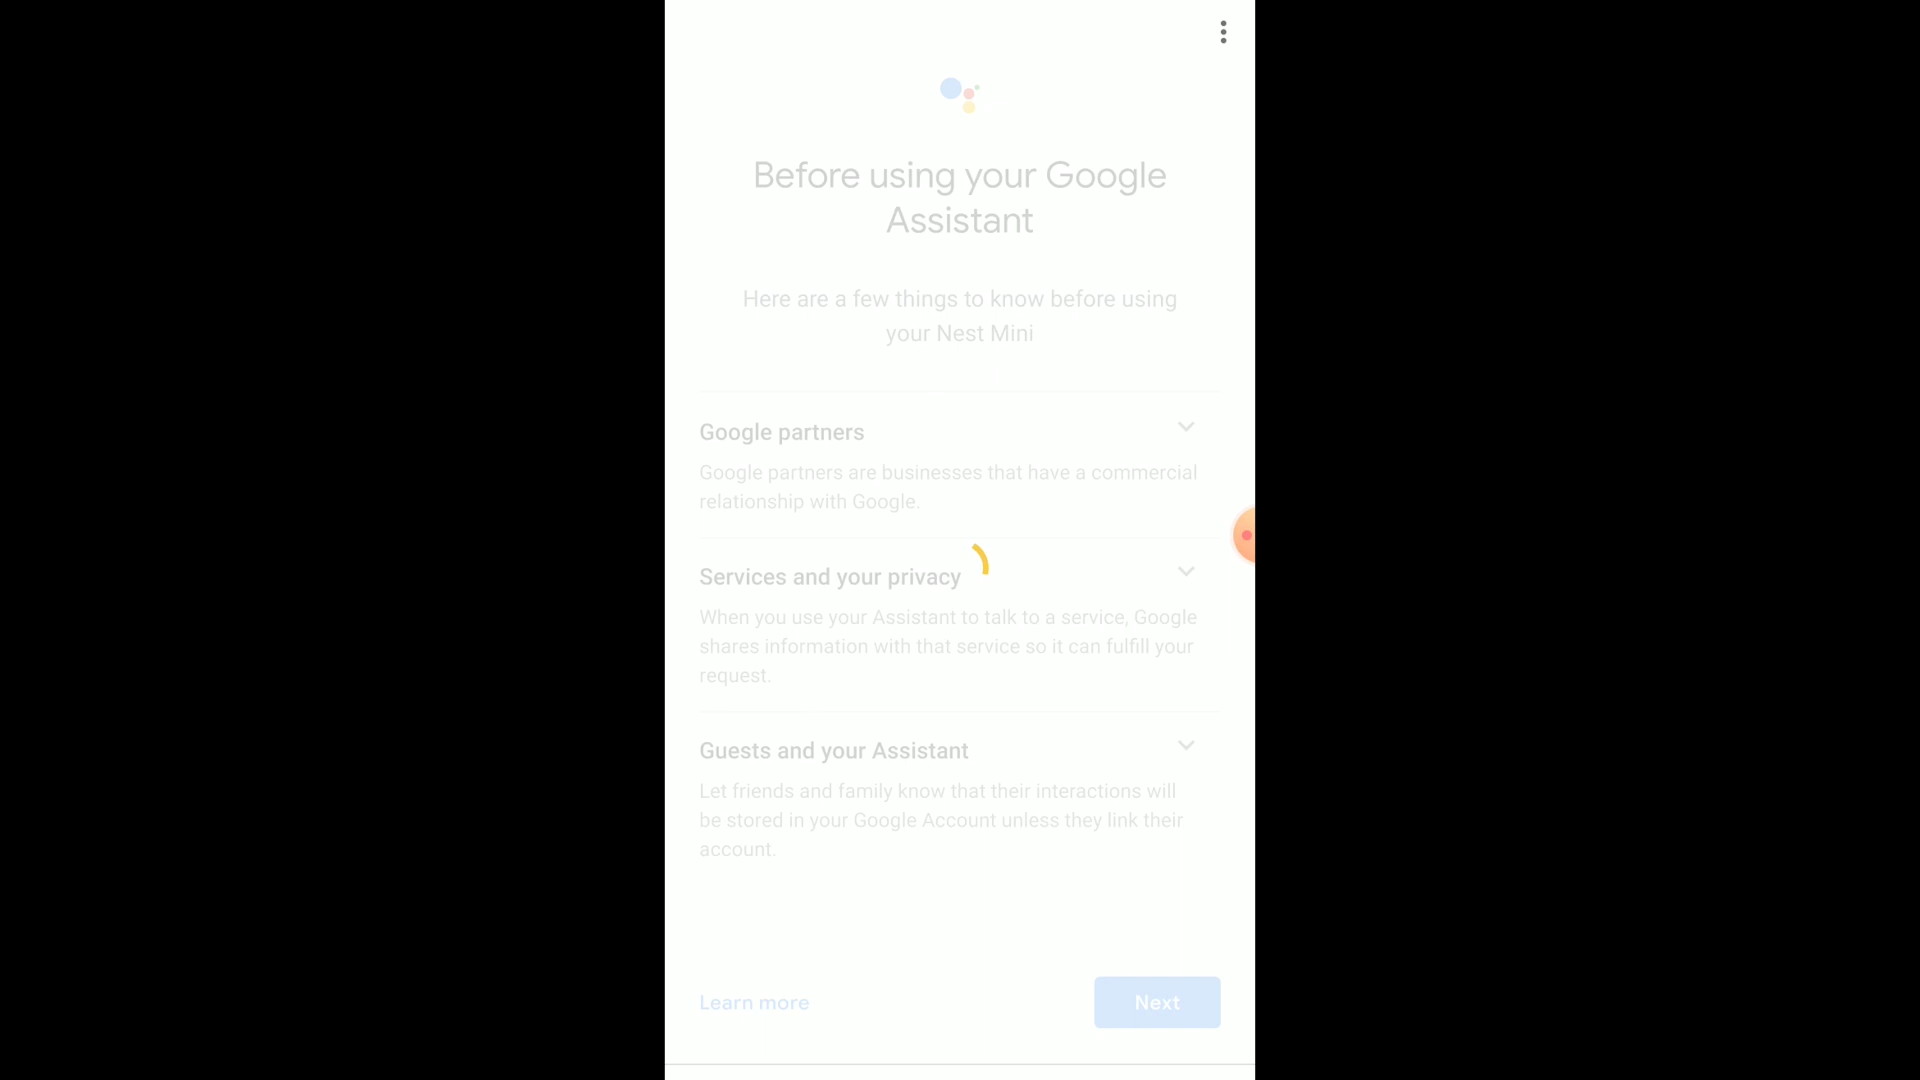 Before using your Google
Assistant
Here are a few things to know before using
your Nest Mini
Google partners
Google partners are businesses that have a commercial
relationship with Google.
Services and your privacy
When you use your Assistant to talk to a service, Google
shares information with that service so it can fulfill your
request.
Guests and your Assistant
Let friends and family know that their interactions will
be stored in your Google Account unless they link their
account.
Learn more
Next